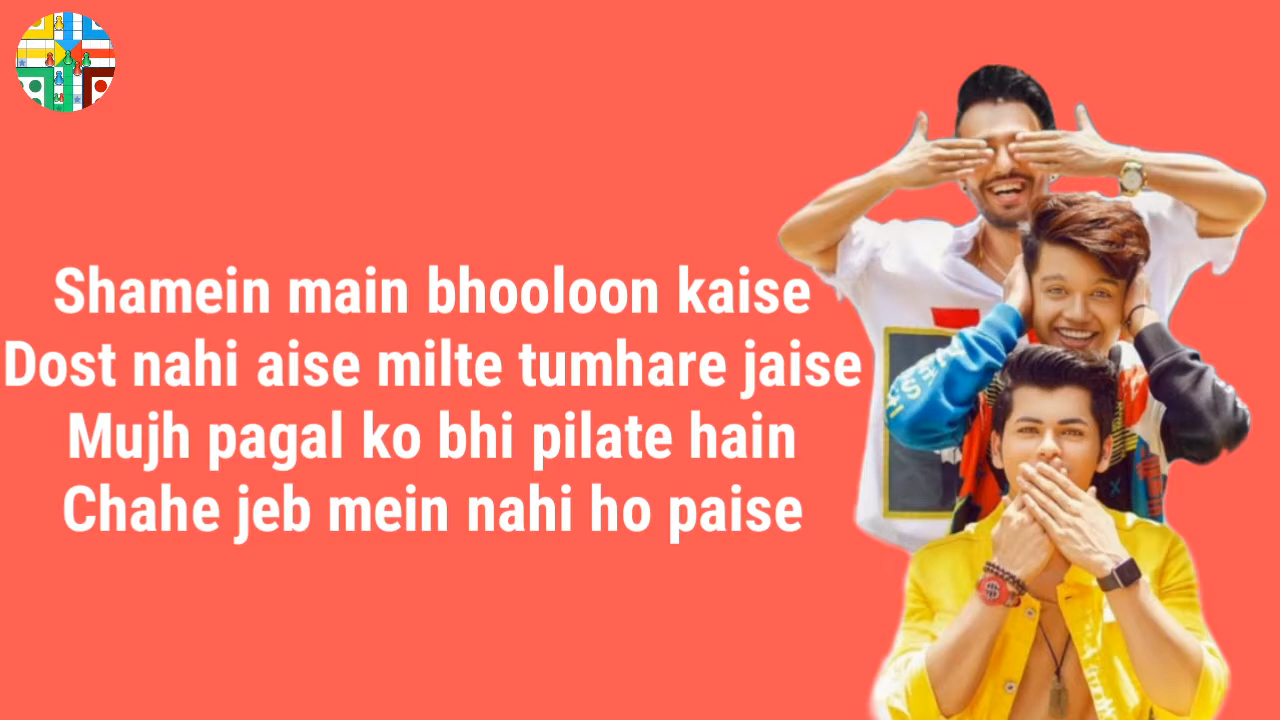 Shamein main bhooloon kaise
Dost nahi aise milte tumhare jaise
Mujh pagal ko bhi pilate hain
Chahe jeb mein nahi ho paise